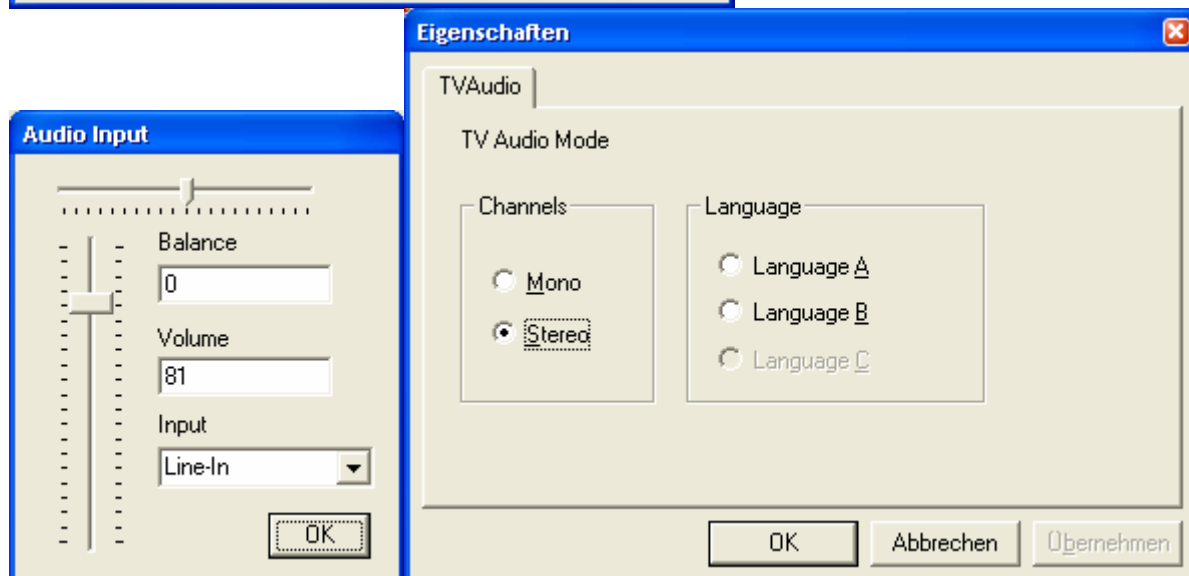 Audio Input
Balance
0
Volume
81
Input
Line-In
OK
Eigenschaften
TVAudio
TV Audio Mode
Channels
Mono
Stereo
Language
Language A
Language B
Language C
OK
Abbrechen
Übernehmen